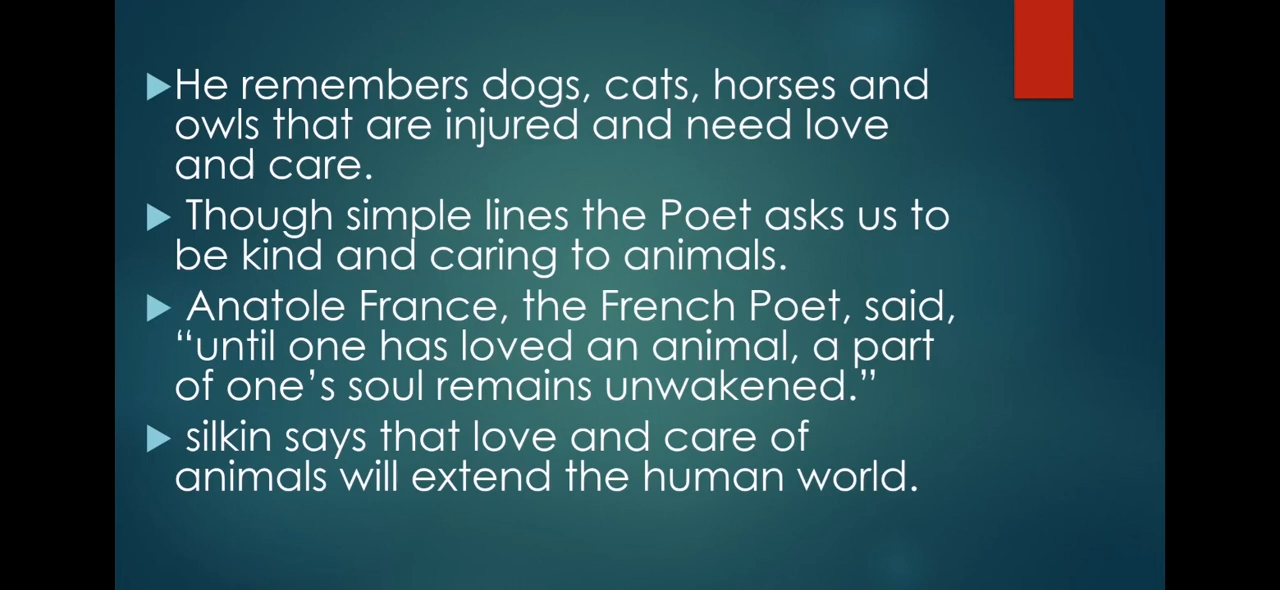 He remembers dogs, cats, horses and
owls that are injured and need love
and care.
Though simple lines the Poet asks us to
be kind and caring to animals.
Anatole France, the French Poet, said,
“until one has loved an animal, a part
of one’s soul remains unwakened.”
silkin says that love and care of
animals will extend the human world.